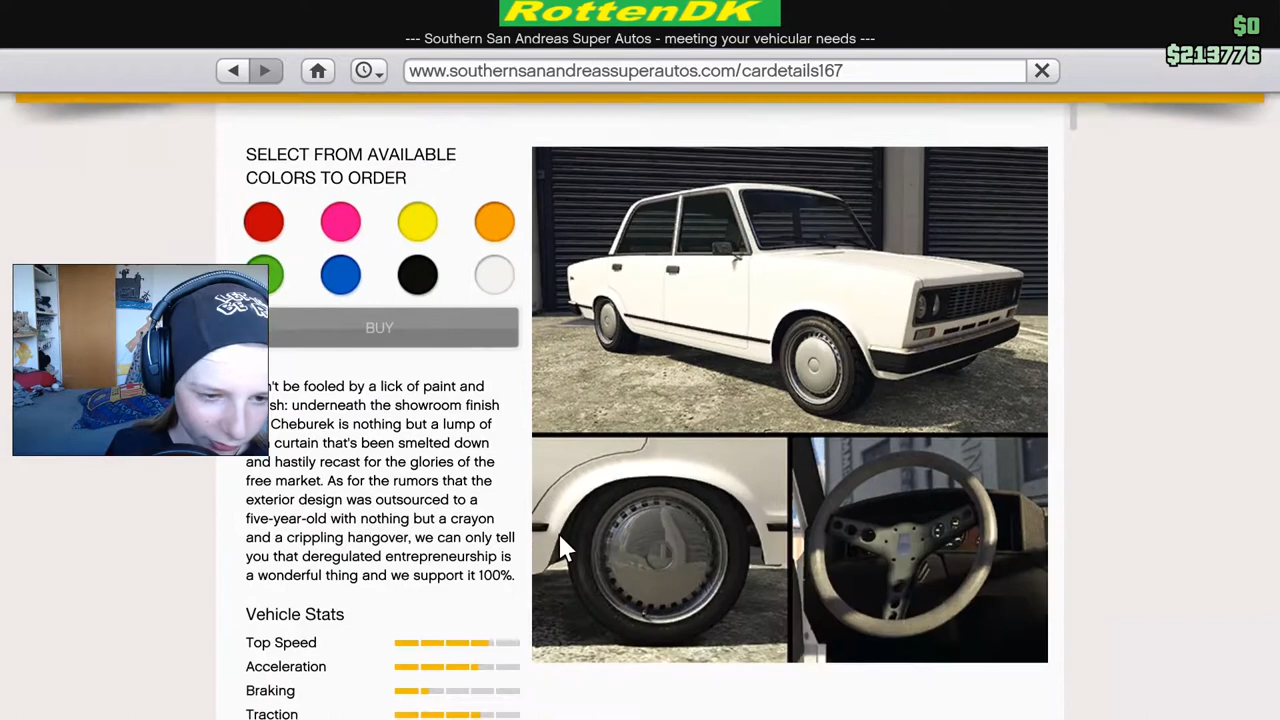 RottenDK
--- Southern San Andreas Super Autos - meeting your vehicular needs ---
$0
$213776
www.southernsanandreassuperautos.com/cardetails167
SELECT FROM AVAILABLE
COLORS TO ORDER
BUY
n't be fooled by a lick of paint and
sh: underneath the showroom finish
Cheburek is nothing but a lump of
curtain that's been smelted down
and hastily recast for the glories of the
free market. As for the rumors that the
exterior design was outsourced to a
five-year-old with nothing but a crayon
and a crippling hangover, we can only tell
you that deregulated entrepreneurship is
a wonderful thing and we support it 100%.
Vehicle Stats
Top Speed
Acceleration
Braking
Traction